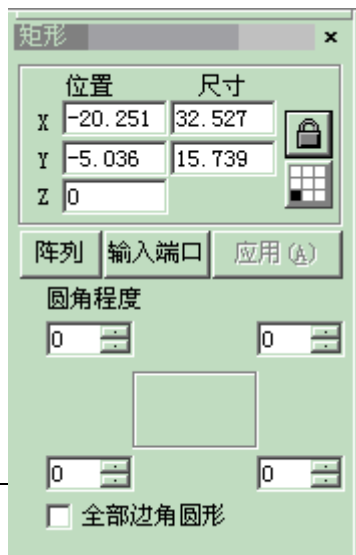 矩形
位置 尺寸
X -20.251 32.527
Y -5.036 15.739
Z 0
阵列 输入端口 应用(A)
圆角程度
0 0
0 0
全部边角圆形